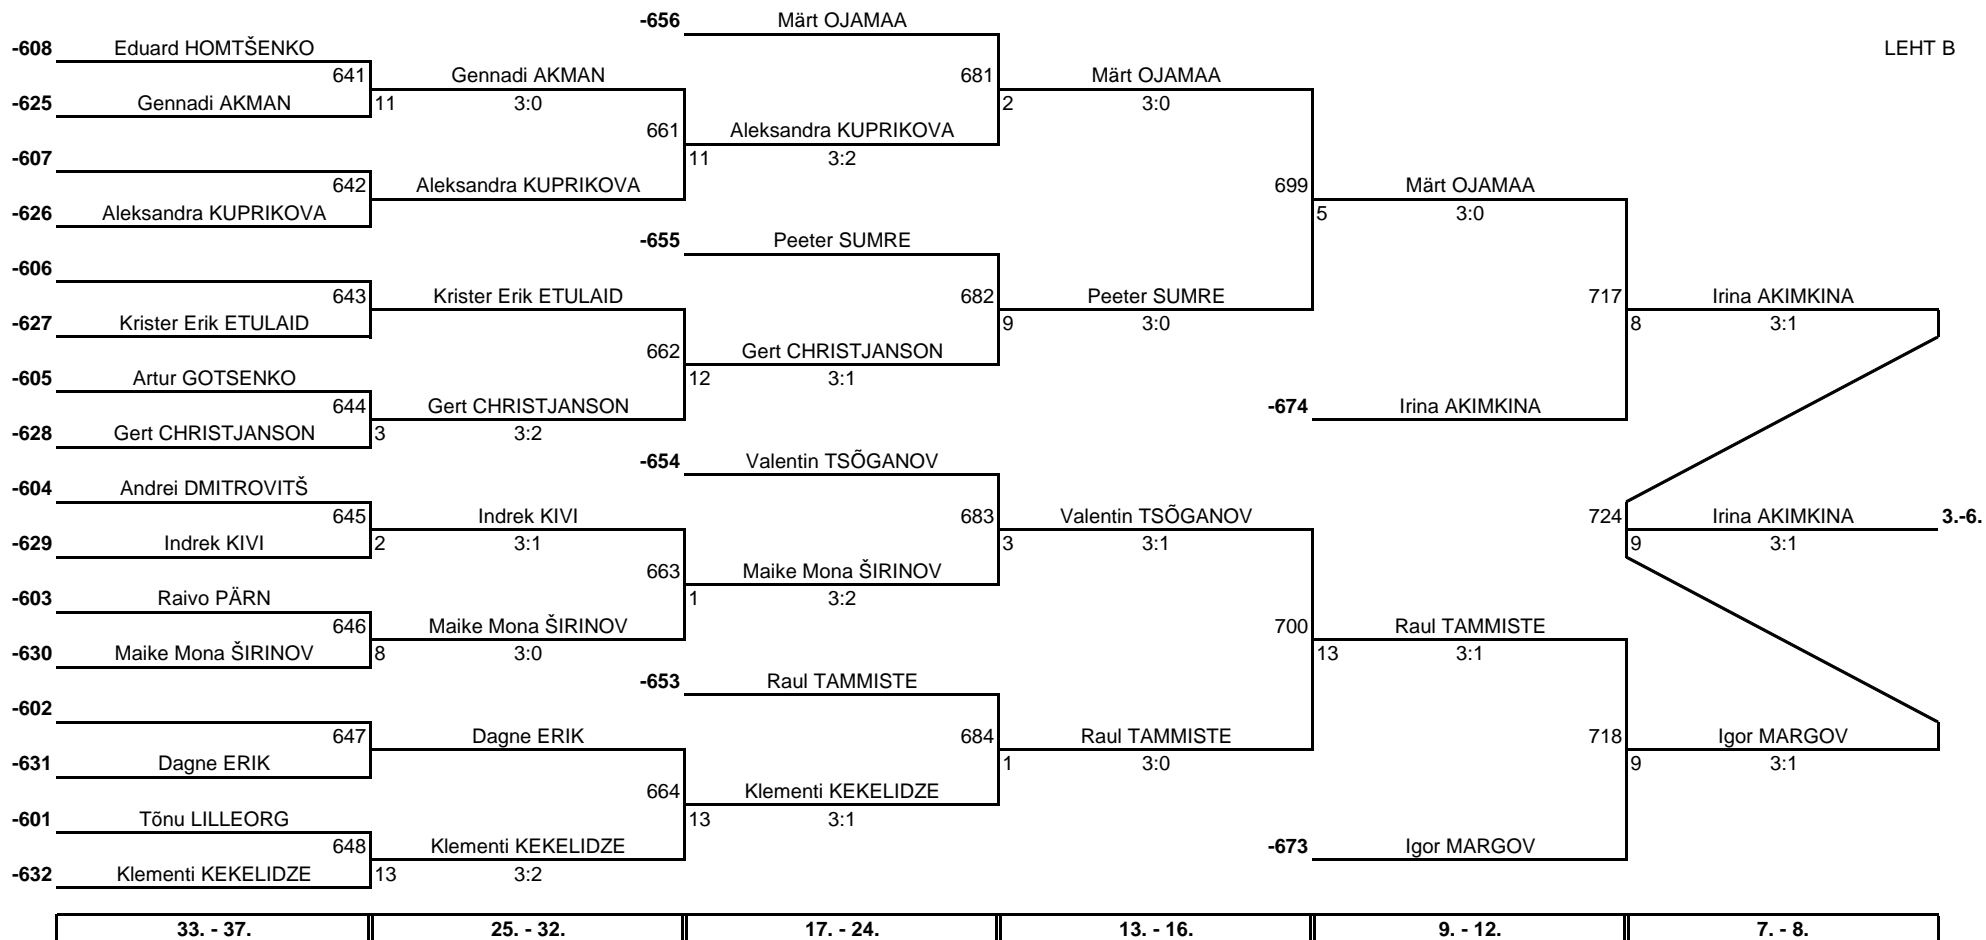 -656 Märt OJAMAA
-608 Eduard HOMTŠENKO LEHT B
641 Gennadi AKMAN 681 Märt OJAMAA
-625 Gennadi AKMAN 11 3:0 2 3:0
661 Aleksandra KUPRIKOVA
-607 11 3:2
642 Aleksandra KUPRIKOVA 699 Märt OJAMAA
-626 Aleksandra KUPRIKOVA 5 3:0
-655 Peeter SUMRE
-606
643 Krister Erik ETULAID 682 Peeter SUMRE 717 Irina AKIMKINA
-627 Krister Erik ETULAID 9 3:0 8 3:1
662 Gert CHRISTJANSON
-605 Artur GOTSENKO 12 3:1
644 Gert CHRISTJANSON -674 Irina AKIMKINA
-628 Gert CHRISTJANSON 3 3:2
-654 Valentin TSÕGANOV
-604 Andrei DMITROVITŠ
645 Indrek KIVI 683 Valentin TSÕGANOV 724 Irina AKIMKINA 3.-6.
-629 Indrek KIVI 2 3:1 3 3:1 9 3:1
663 Maike Mona ŠIRINOV
-603 Raivo PÄRN 1 3:2
646 Maike Mona ŠIRINOV 700 Raul TAMMISTE
-630 Maike Mona ŠIRINOV 8 3:0 13 3:1
-653 Raul TAMMISTE
-602
647 Dagne ERIK 684 Raul TAMMISTE 718 Igor MARGOV
-631 Dagne ERIK 1 3:0 9 3:1
664 Klementi KEKELIDZE
-601 Tõnu LILLEORG 13 3:1
648 Klementi KEKELIDZE -673 Igor MARGOV
-632 Klementi KEKELIDZE 13 3:2
33. - 37. 25. - 32. 17. - 24. 13. - 16. 9. - 12. 7. - 8.